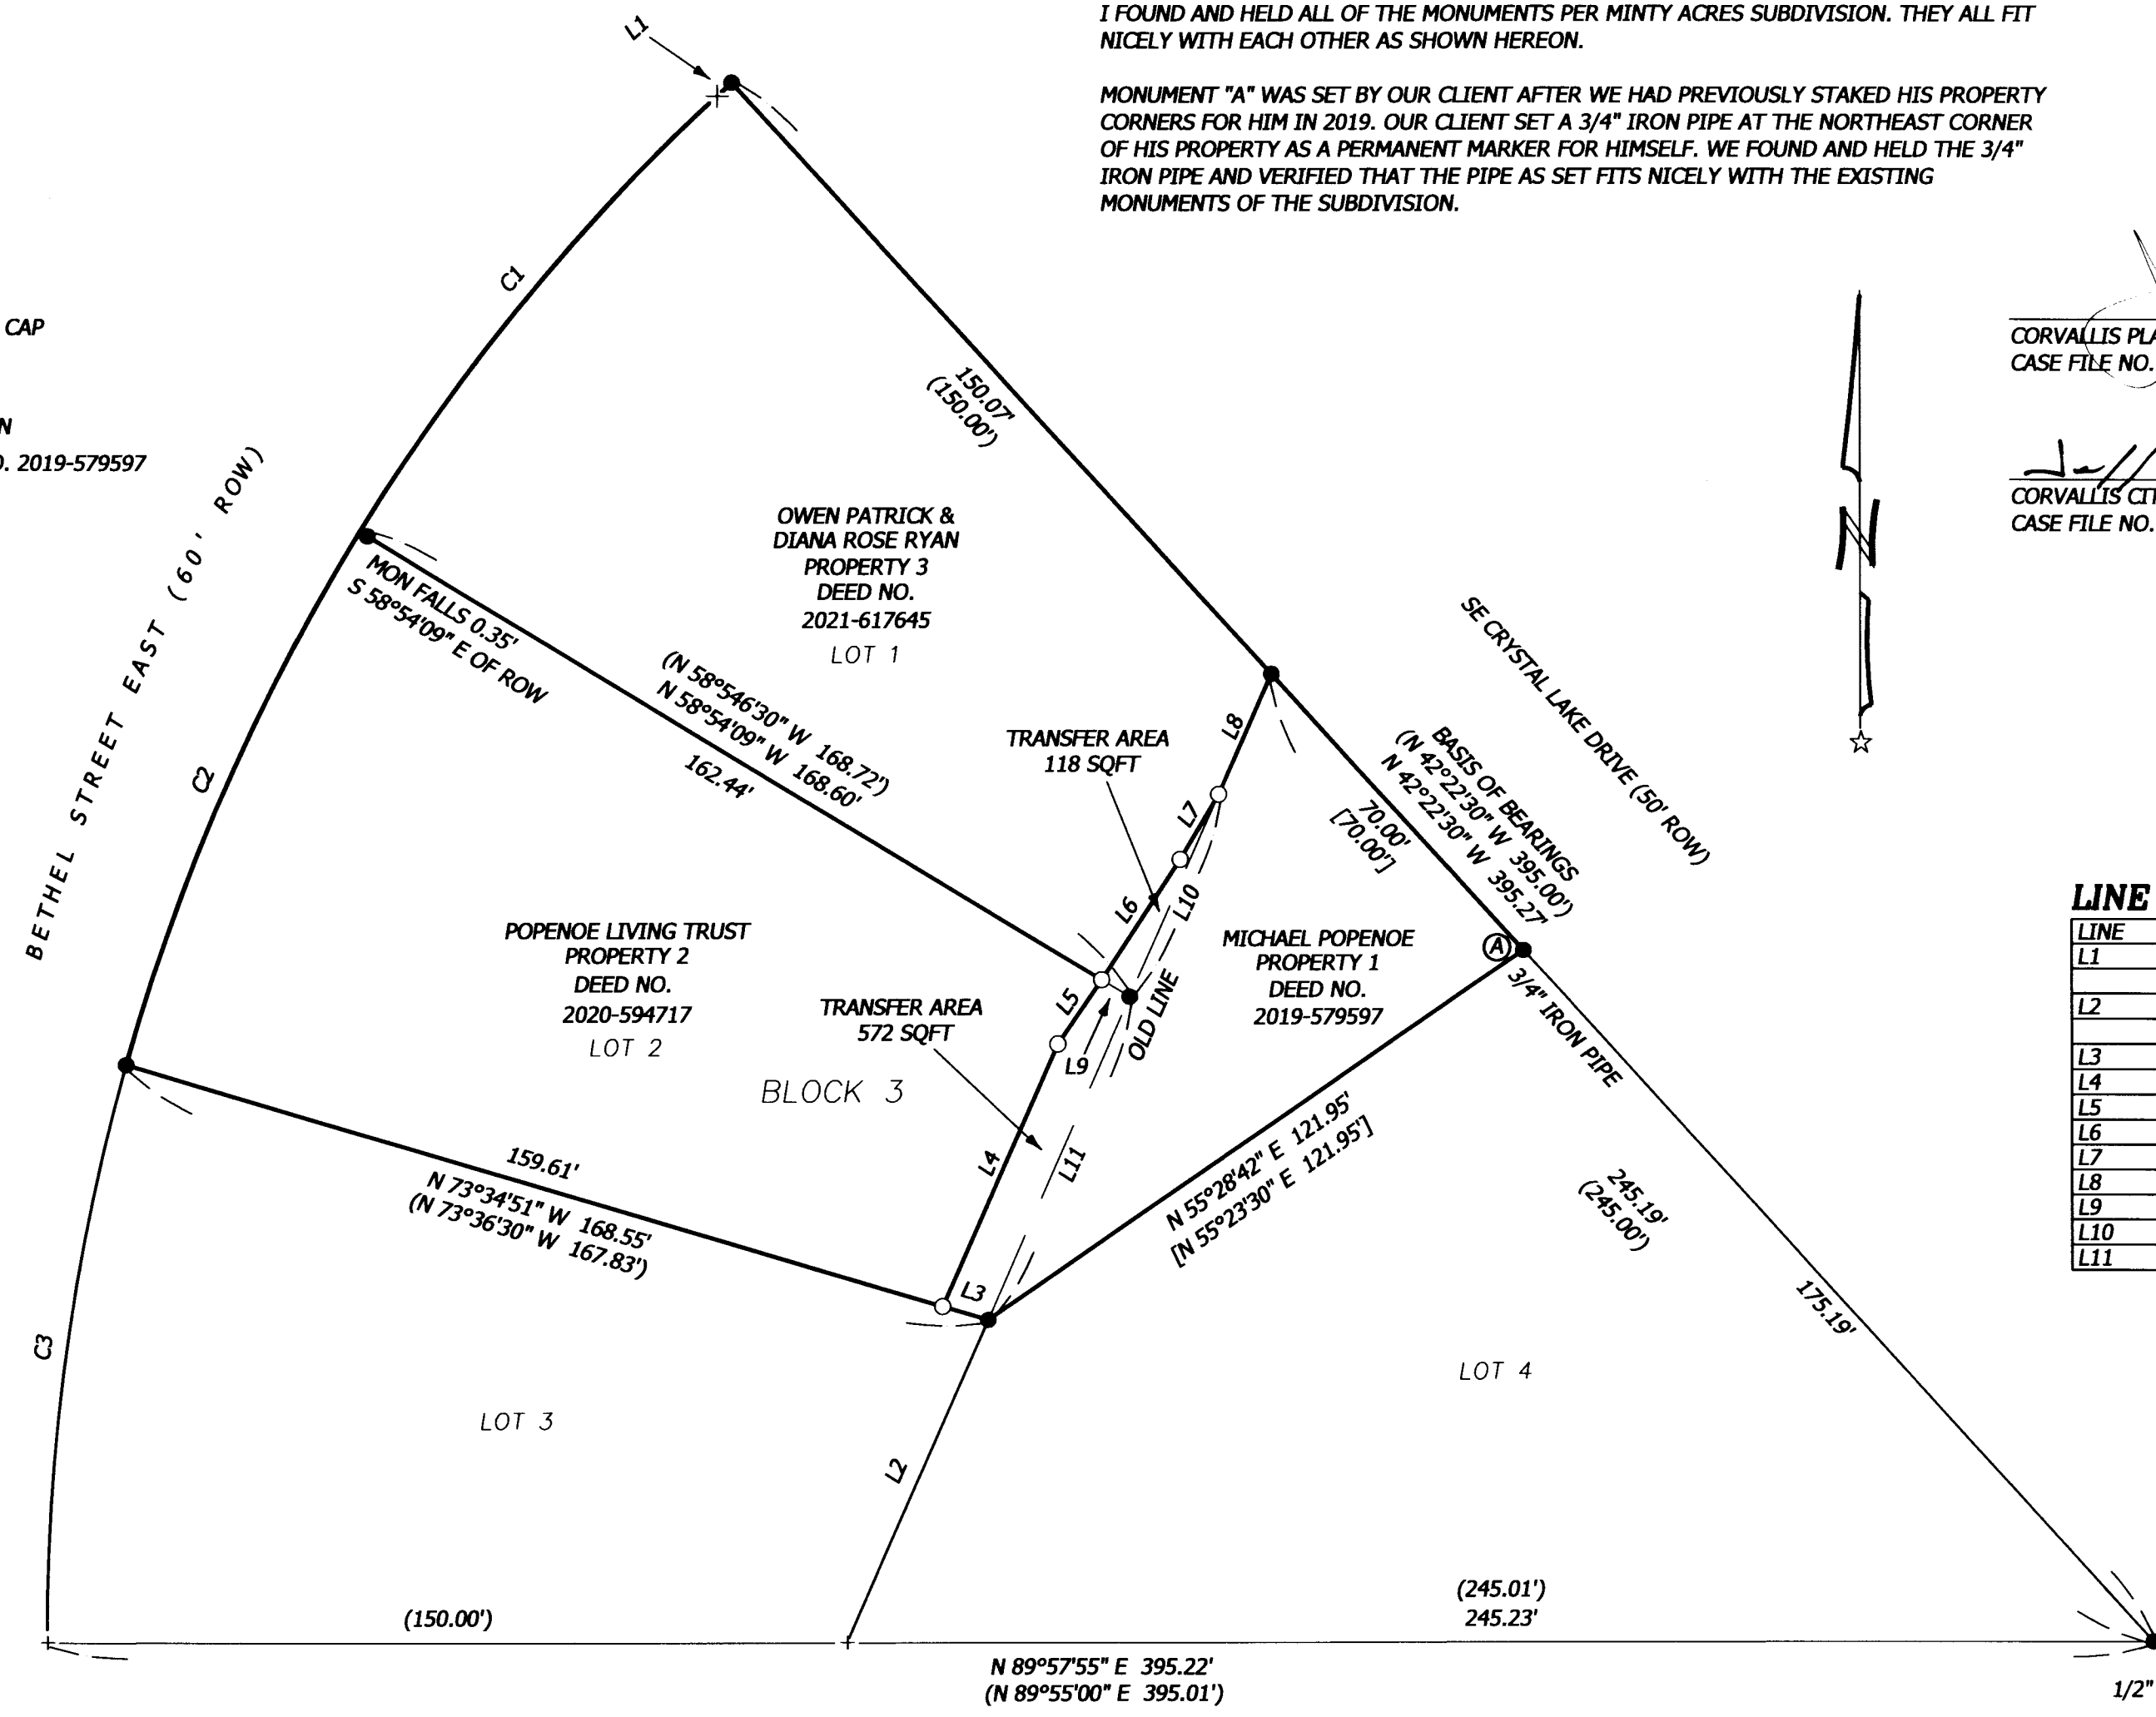 I FOUND AND HELD ALL OF THE MONUMENTS PER MINTY ACRES SUBDIVISION. THEY ALL FIT
NICELY WITH EACH OTHER AS SHOWN HEREON.
MONUMENT "A" WAS SET BY OUR CLIENT AFTER WE HAD PREVIOUSLY STAKED HIS PROPERTY
CORNERS FOR HIM IN 2019. OUR CLIENT SET A 3/4" IRON PIPE AT THE NORTHEAST CORNER
OF HIS PROPERTY AS A PERMANENT MARKER FOR HIMSELF. WE FOUND AND HELD THE 3/4"
IRON PIPE AND VERIFIED THAT THE PIPE AS SET FITS NICELY WITH THE EXISTING
MONUMENTS OF THE SUBDIVISION.
L1
C1
CAP
N
. 2019-579597
BETHEL STREET EAST (60' ROW)
150.07'
(150.00')
CORVALLIS PLA
CASE FILE NO.
N
CORVALLIS CIT
CASE FILE NO.
OWEN PATRICK &
DIANA ROSE RYAN
PROPERTY 3
DEED NO.
2021-617645
LOT 1
MON FALLS 0.35'
S 58°54'09" E OF ROW
(N 58°546'30" W 168.72')
N 58°54'09" W 168.60'
162.44'
SE CRYSTAL LAKE DRIVE (50' ROW)
BASIS OF BEARINGS
(N 42°22'30" W 395.00')
N 42°22'30" W 395.27'
70.00'
[70.00']
TRANSFER AREA
118 SQFT
L8
L7
L6
L10
C2
POPENOE LIVING TRUST
PROPERTY 2
DEED NO.
2020-594717
LOT 2
BLOCK 3
MICHAEL POPENOE
PROPERTY 1
DEED NO.
2019-579597
A
3/4" IRON PIPE
TRANSFER AREA
572 SQFT
L5
L9
OLD LINE
L4
L11
L3
159.61'
N 73°34'51" W 168.55'
(N 73°36'30" W 167.83')
N 55°28'42" E 121.95'
[N 55°23'30" E 121.95']
245.19'
(245.00')
175.19'
LINE
LINE
L1
L2
L3
L4
L5
L6
L7
L8
L9
L10
L11
C3
LOT 3
L2
LOT 4
(150.00')
(245.01')
245.23'
N 89°57'55" E 395.22'
(N 89°55'00" E 395.01')
1/2"